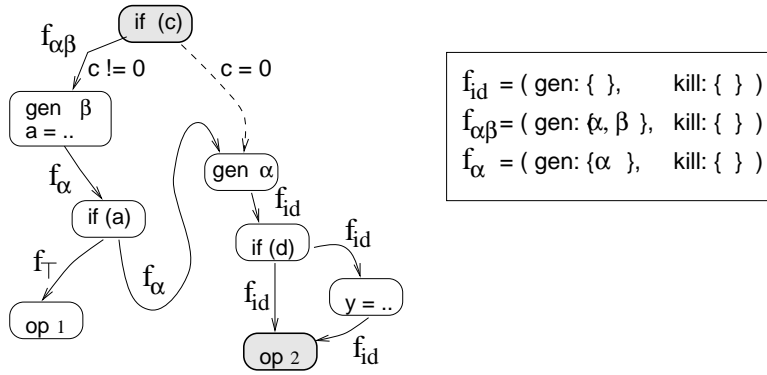 if (c)
f_αβ
c != 0
c = 0
gen β
a = ..
gen α
f_α
f_id
if (a)
if (d)
f_id
f_⊤
f_α
f_id
y = ..
op 1
op 2
f_id
f_id = ( gen: { }, kill: { } )
f_αβ = ( gen: {α, β }, kill: { } )
f_α = ( gen: {α }, kill: { } )